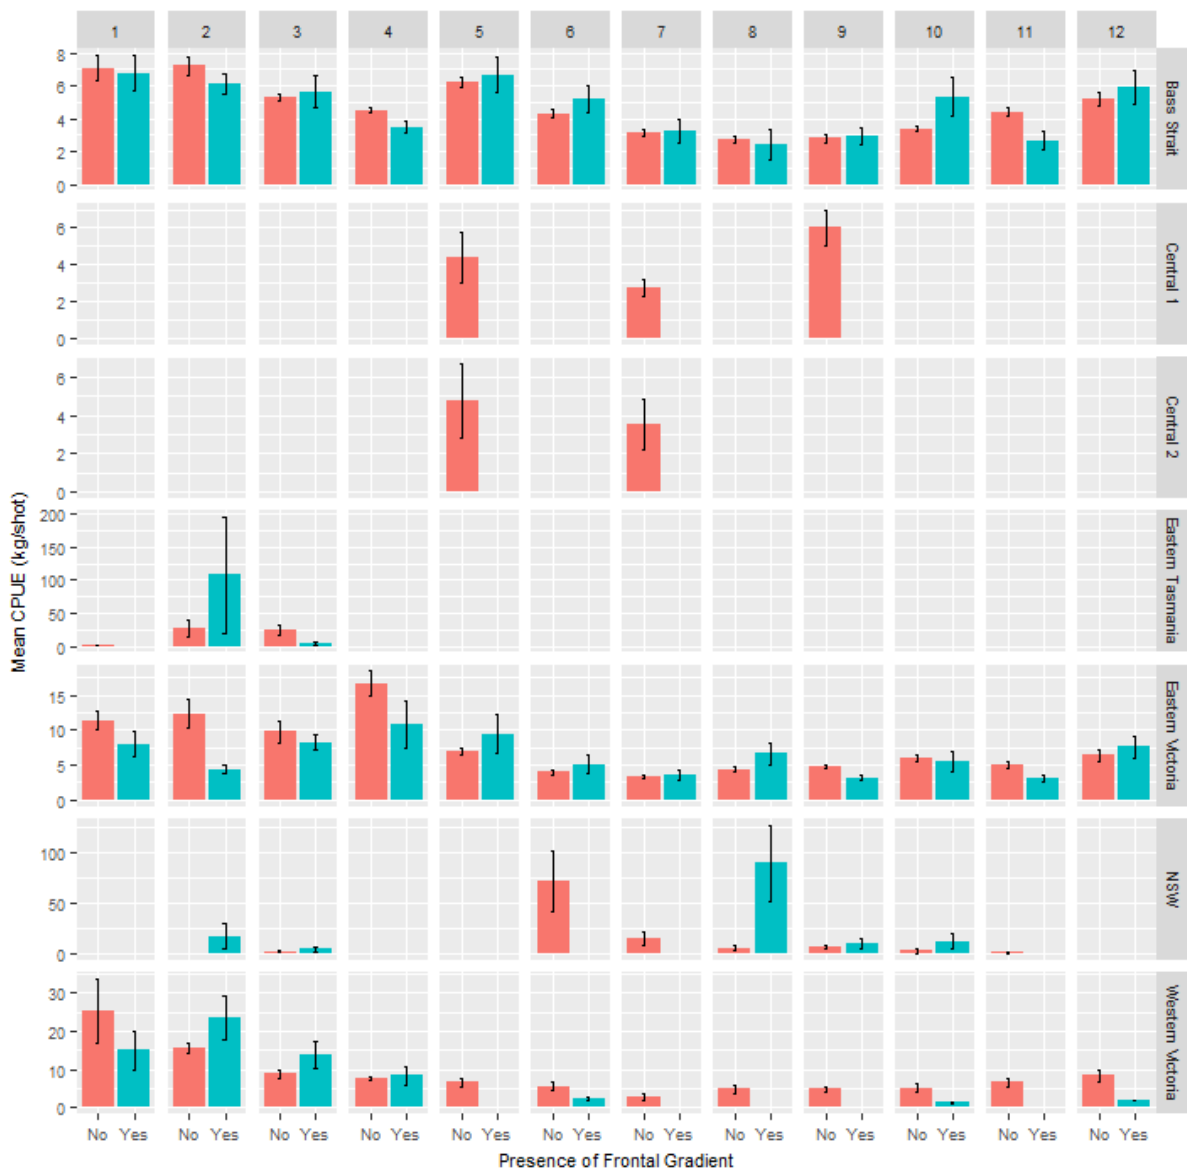 1 2 3 4 5 6 7 8 9 10 11 12
8
6
4
2
0
Bass Strait
6
4
2
0
Central 1
6
4
2
0
Central 2
200
150
100
50
0
Eastern Tasmania
15
10
5
0
Eastern Victoria
100
50
0
NSW
30
20
10
0
Western Victoria
Mean CPUE (kg/shot)
No Yes No Yes No Yes No Yes No Yes No Yes No Yes No Yes No Yes No Yes No Yes No Yes
Presence of Frontal Gradient